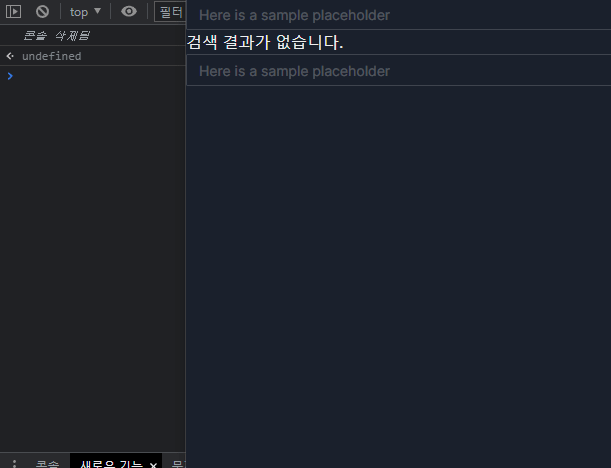 top ▼
필터
Here is a sample placeholder
콘솔 삭제됨
검색 결과가 없습니다.
undefined
Here is a sample placeholder
콘솔
새로운 기능 ×